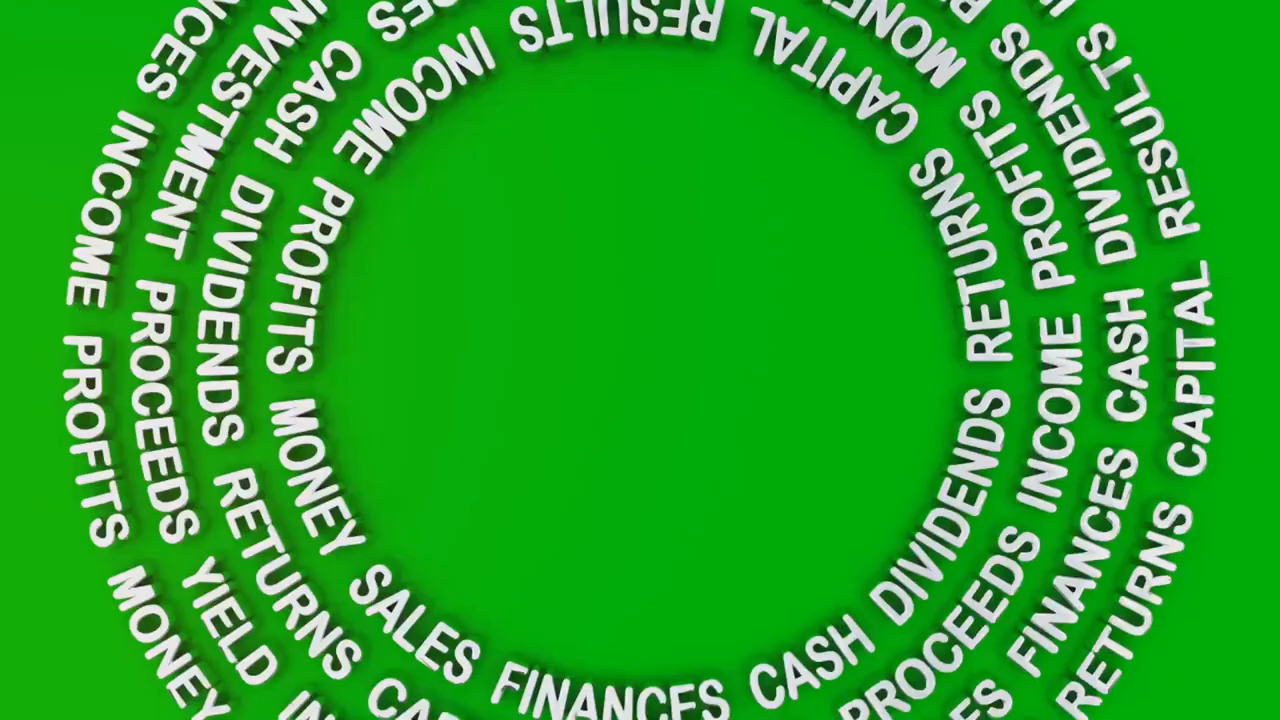 RESULTS INCOME PROFITS MONEY SALES FINANCES CASH DIVIDENDS RETURNS CAPITAL
CASH DIVIDENDS RETURNS
PROCEEDS INCOME PROFITS
INVESTMENT PROCEEDS YIELD
FINANCES CASH DIVIDENDS
INCOME PROFITS MONEY
RETURNS CAPITAL RESULTS